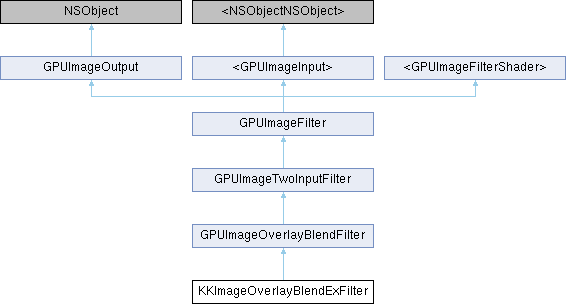 NSObject
<NSObjectNSObject>
GPUImageOutput
<GPUImageInput>
<GPUImageFilterShader>
GPUImageFilter
GPUImageTwoInputFilter
GPUImageOverlayBlendFilter
KKImageOverlayBlendExFilter